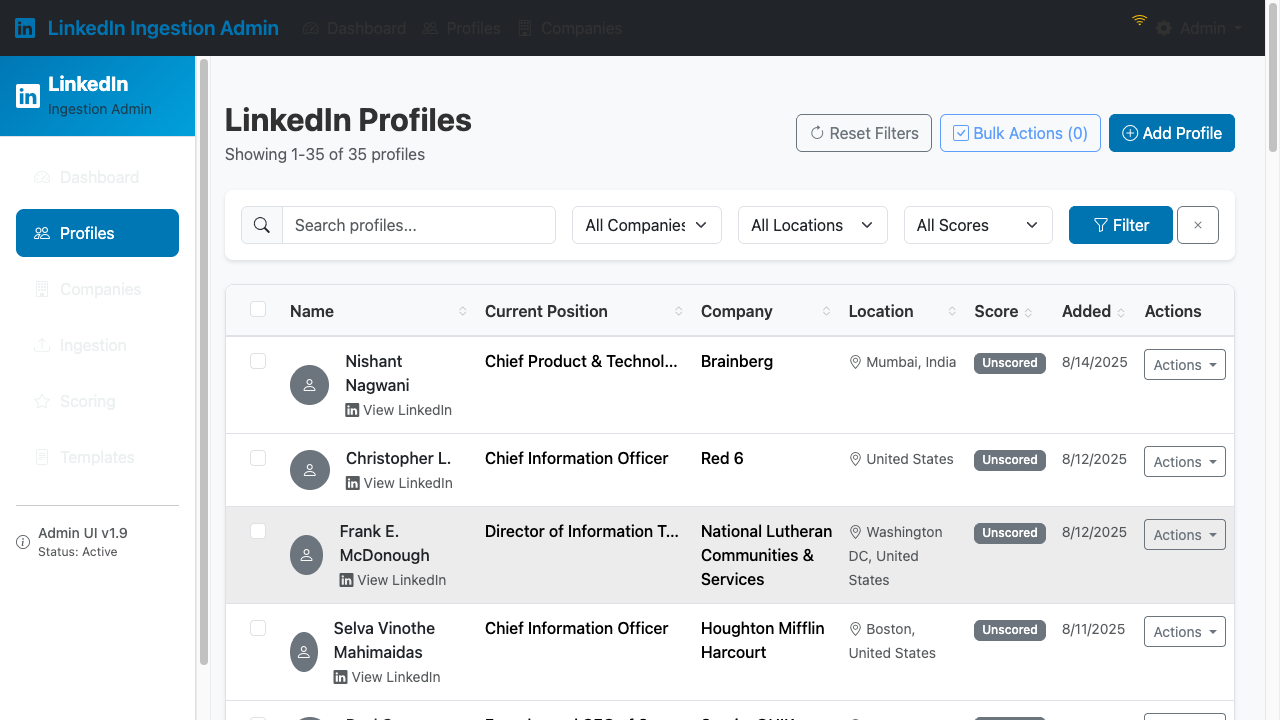 LinkedIn Ingestion Admin Dashboard Profiles Companies Admin
LinkedIn
Ingestion Admin
Dashboard
Profiles
Companies
Ingestion
Scoring
Templates
Admin UI v1.9
Status: Active
LinkedIn Profiles
Showing 1-35 of 35 profiles
Reset Filters Bulk Actions (0) Add Profile
Search profiles... All Companies All Locations All Scores Filter ×
Name Current Position Company Location Score Added Actions
Nishant Chief Product & Technol... Brainberg Mumbai, India Unscored 8/14/2025 Actions
Nagwani
View LinkedIn
Christopher L. Chief Information Officer Red 6 United States Unscored 8/12/2025 Actions
View LinkedIn
Frank E. Director of Information T... National Lutheran Washington Unscored 8/12/2025 Actions
McDonough Communities & DC, United
View LinkedIn Services States
Selva Vinothe Chief Information Officer Houghton Mifflin Boston, Unscored 8/11/2025 Actions
Mahimaidas Harcourt United States
View LinkedIn